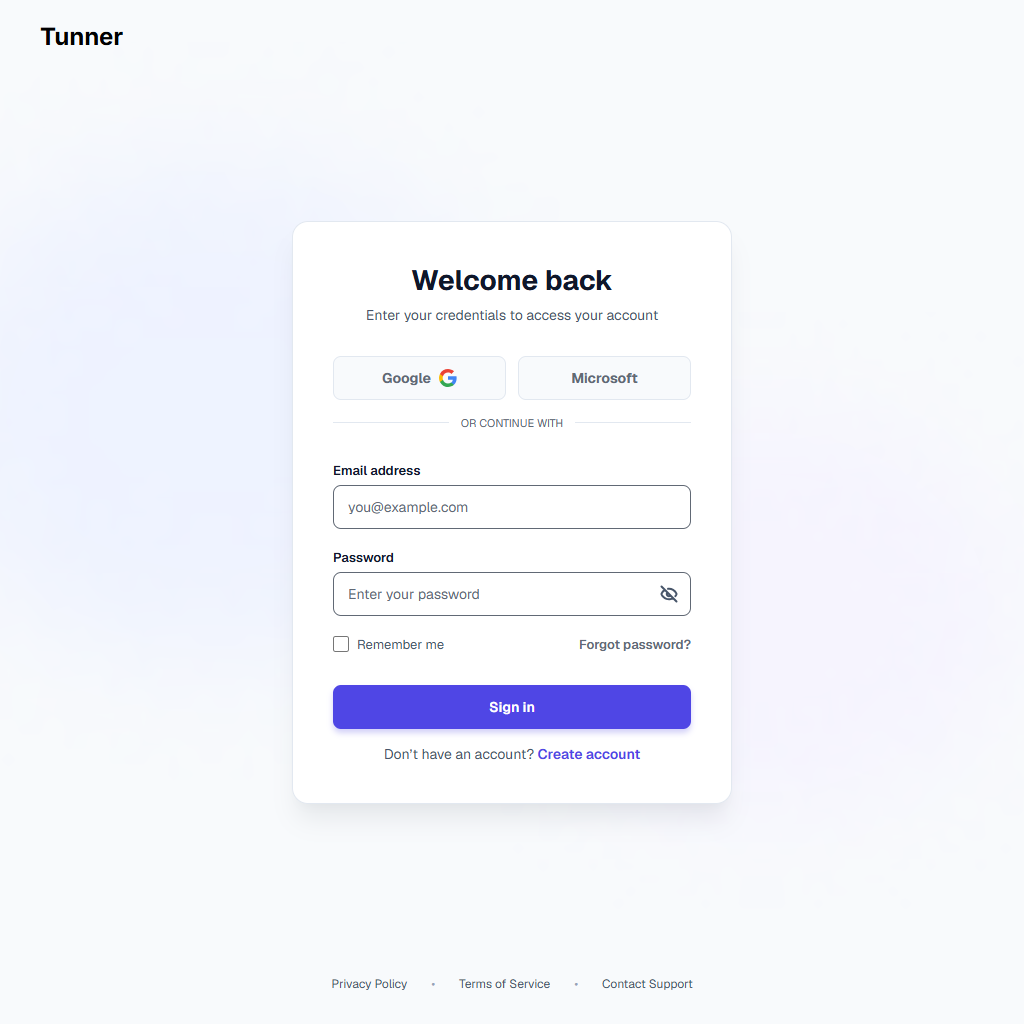 Tunner
Welcome back
Enter your credentials to access your account
Google
Microsoft
OR CONTINUE WITH
Email address
you@example.com
Password
Enter your password
Remember me
Forgot password?
Sign in
Don't have an account? Create account
Privacy Policy • Terms of Service • Contact Support